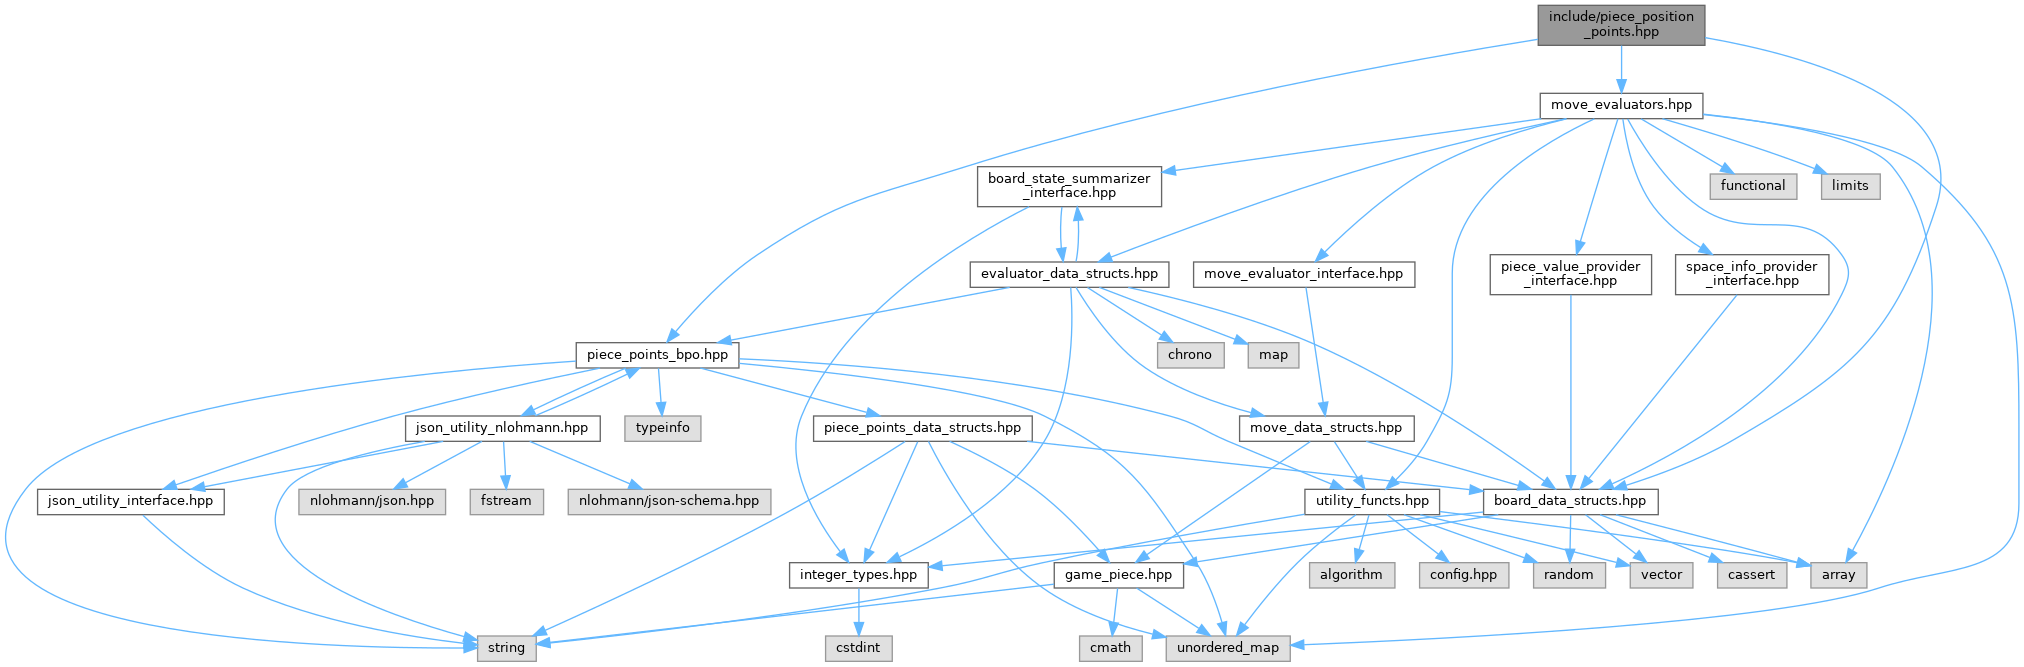 include/piece_position
_points.hpp
move_evaluators.hpp
board_state_summarizer
_interface.hpp
functional
limits
evaluator_data_structs.hpp
move_evaluator_interface.hpp
piece_value_provider
_interface.hpp
space_info_provider
_interface.hpp
piece_points_bpo.hpp
chrono
map
json_utility_nlohmann.hpp
typeinfo
piece_points_data_structs.hpp
move_data_structs.hpp
json_utility_interface.hpp
nlohmann/json.hpp
fstream
nlohmann/json-schema.hpp
utility_functs.hpp
board_data_structs.hpp
integer_types.hpp
game_piece.hpp
algorithm
config.hpp
random
vector
cassert
array
string
cstdint
cmath
unordered_map